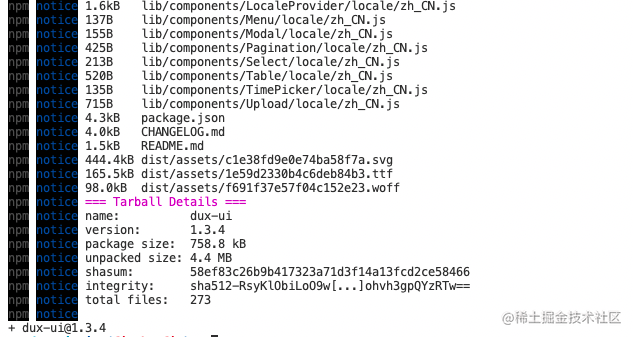 npm notice 1.6kB lib/components/LocaleProvider/locale/zh_CN.js
npm notice 137B lib/components/Menu/locale/zh_CN.js
npm notice 155B lib/components/Modal/locale/zh_CN.js
npm notice 425B lib/components/Pagination/locale/zh_CN.js
npm notice 213B lib/components/Select/locale/zh_CN.js
npm notice 520B lib/components/Table/locale/zh_CN.js
npm notice 135B lib/components/TimePicker/locale/zh_CN.js
npm notice 715B lib/components/Upload/locale/zh_CN.js
npm notice 4.3kB package.json
npm notice 4.0kB CHANGELOG.md
npm notice 1.5kB README.md
npm notice 444.4kB dist/assets/c1e38fd9e0e74ba58f7a.svg
npm notice 165.5kB dist/assets/1e59d2330b4c6deb84b3.ttf
npm notice 98.0kB dist/assets/f691f37e57f04c152e23.woff
npm notice === Tarball Details ===
npm notice name: dux-ui
npm notice version: 1.3.4
npm notice package size: 758.8 kB
npm notice unpacked size: 4.4 MB
npm notice shasum: 58ef83c26b9b417323a71d3f14a13fcd2ce58466
npm notice integrity: sha512-RsyKlObiLoO9w[...]ohvh3gpQYzRTw==
npm notice total files: 273
npm notice
+ dux-ui@1.3.4
@稀土掘金技术社区